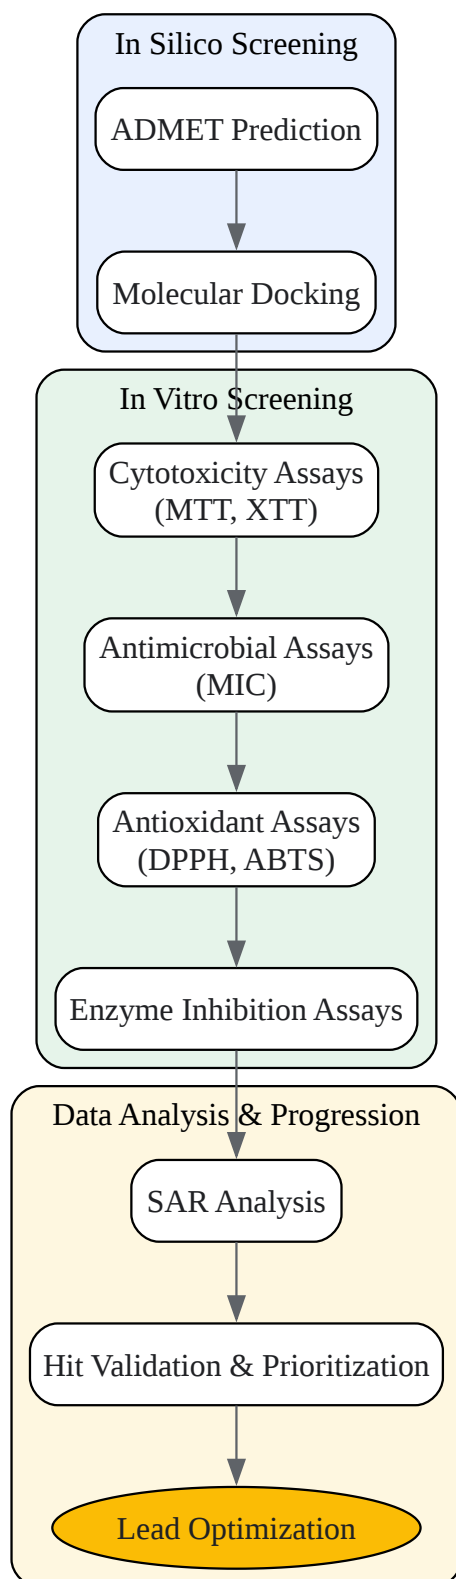 In Silico Screening
ADMET Prediction
Molecular Docking
In Vitro Screening
Cytotoxicity Assays
(MTT, XTT)
Antimicrobial Assays
(MIC)
Antioxidant Assays
(DPPH, ABTS)
Enzyme Inhibition Assays
Data Analysis & Progression
SAR Analysis
Hit Validation & Prioritization
Lead Optimization